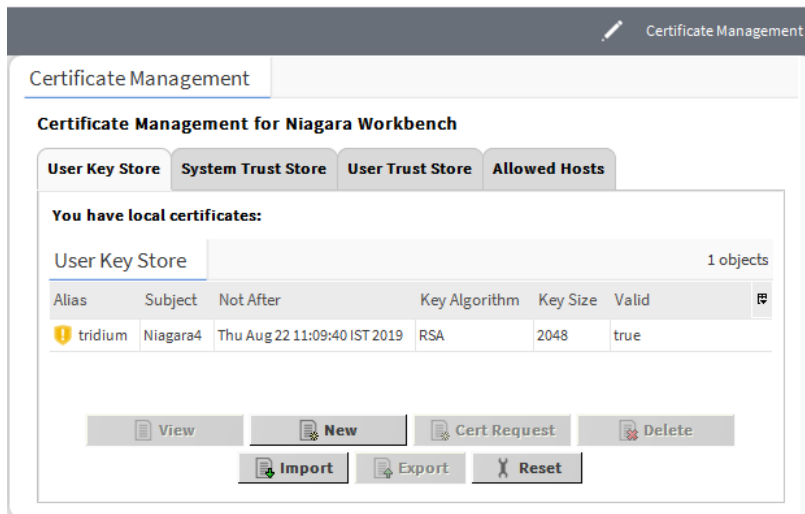 Certificate Management
Certificate Management
Certificate Management for Niagara Workbench
User Key Store System Trust Store User Trust Store Allowed Hosts
You have local certificates:
User Key Store 1 objects
Alias Subject Not After Key Algorithm Key Size Valid
tridium Niagara4 Thu Aug 22 11:09:40 IST 2019 RSA 2048 true
View New Cert Request Delete
Import Export Reset